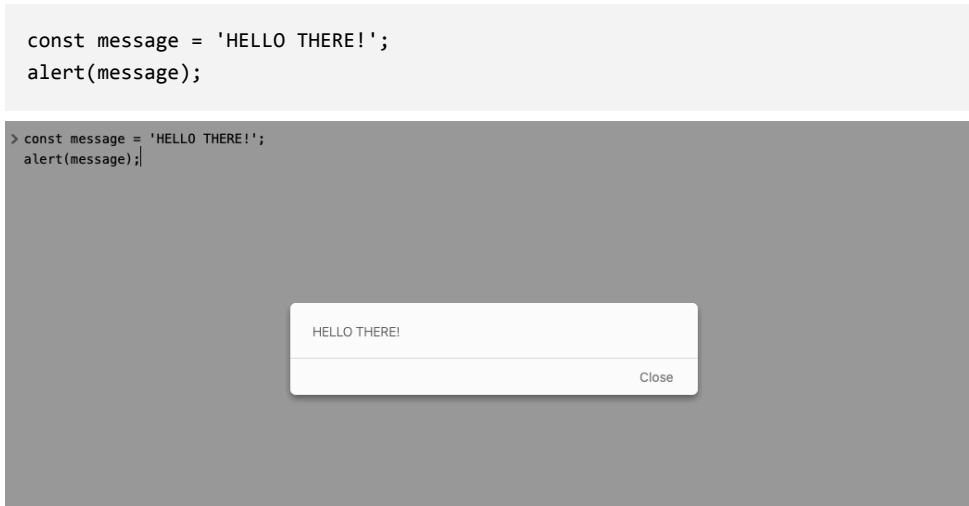 const message = 'HELLO THERE!';
alert(message);
> const message = 'HELLO THERE!';
alert(message);
HELLO THERE!
Close